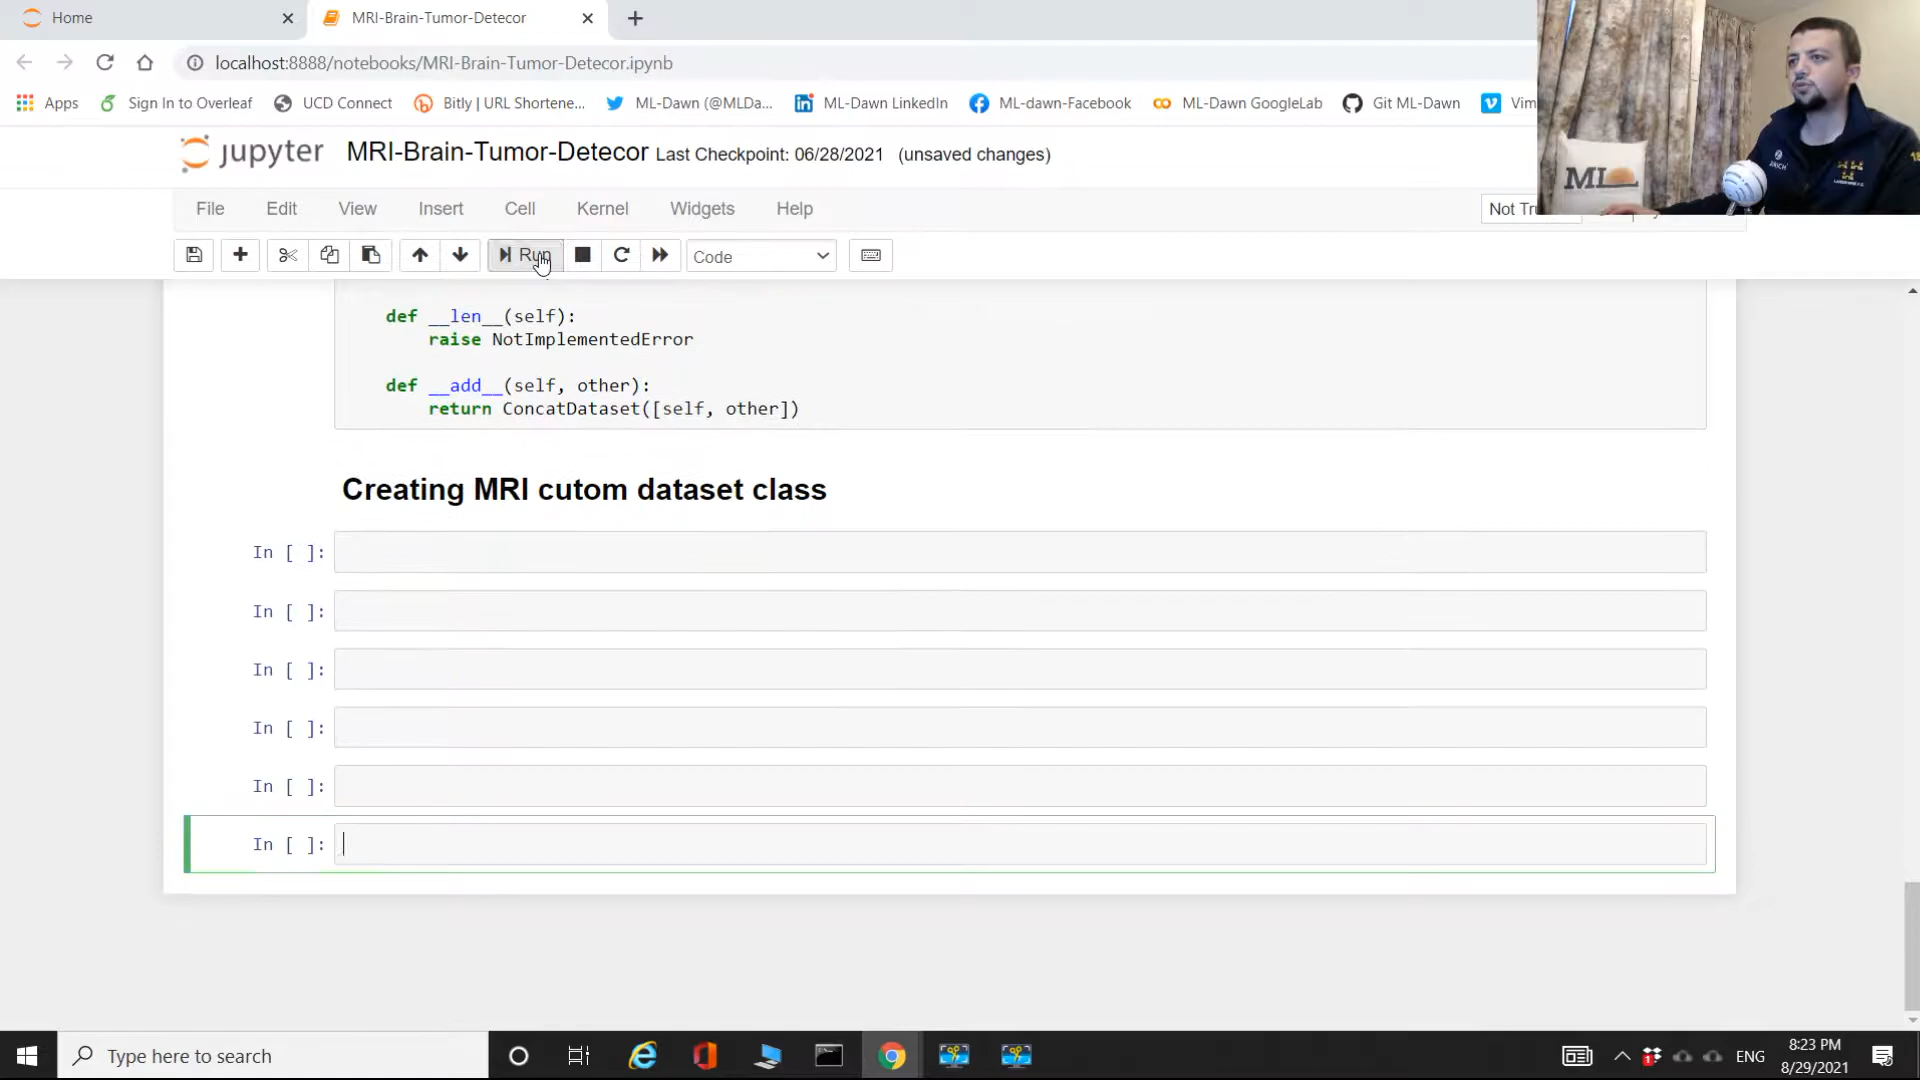 Home
MRI-Brain-Tumor-Detecor
localhost:8888/notebooks/MRI-Brain-Tumor-Detecor.ipynb
Apps Sign In to Overleaf UCD Connect Bitly | URL Shortene... ML-Dawn (@MLDa... ML-Dawn LinkedIn ML-dawn-Facebook ML-Dawn GoogleLab Git ML-Dawn Vim
jupyter MRI-Brain-Tumor-Detecor Last Checkpoint: 06/28/2021 (unsaved changes)
ML
File Edit View Insert Cell Kernel Widgets Help Not Tru
Run Code
def __len__(self):
raise NotImplementedError
def __add__(self, other):
return ConcatDataset([self, other])
Creating MRI cutom dataset class
In [ ]:
In [ ]:
In [ ]:
In [ ]:
In [ ]:
In [ ]:
Type here to search
1
ENG
8:23 PM
8/29/2021